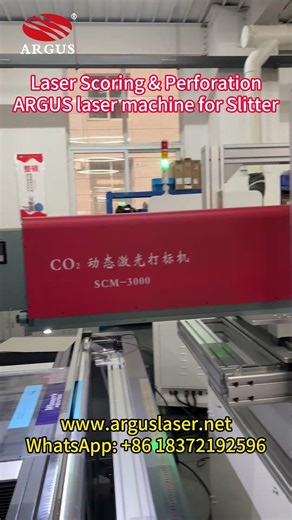 ®
ARGUS
Laser Scoring & Perforation
ARGUS laser machine for Slitter
CO₂ 动态激光打标机
SCM-3000
www.arguslaser.net
WhatsApp: +86 18372192596